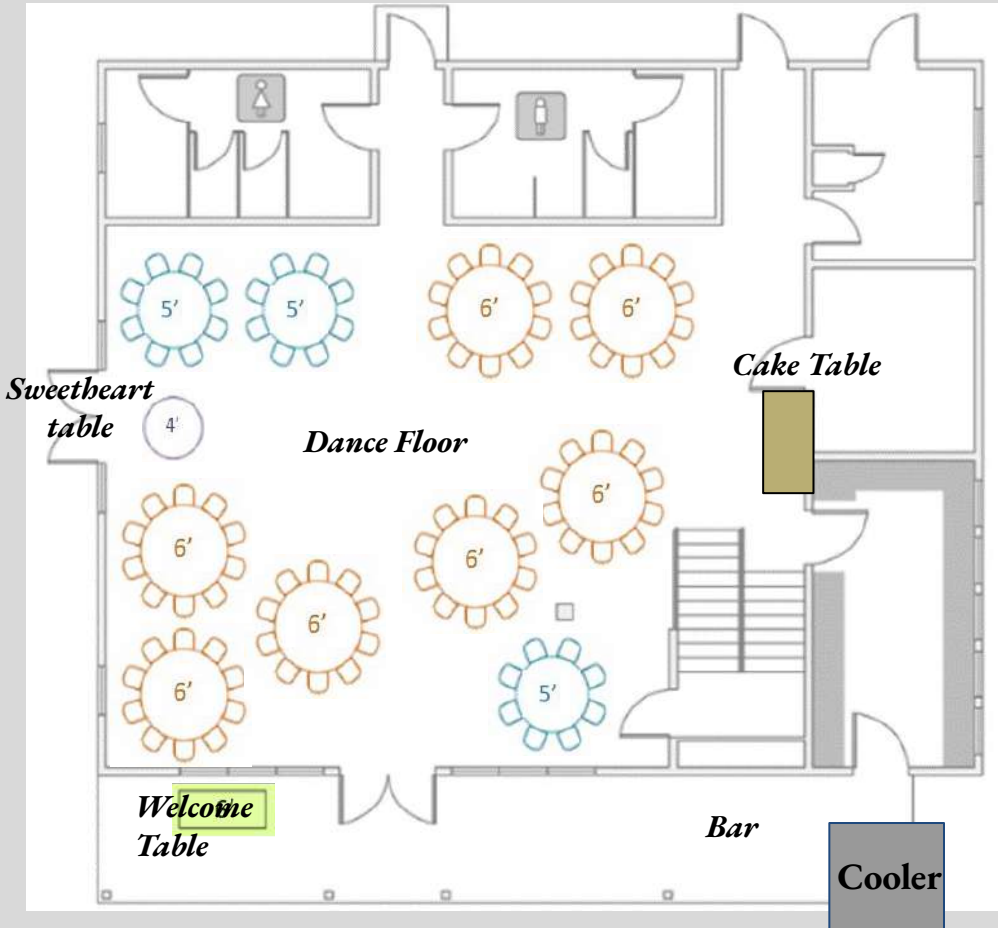 5'
5'
6'
6'
Cake Table
Sweetheart
table
4'
Dance Floor
6'
6'
6'
6'
6'
5'
Welcome
Table
Bar
Cooler